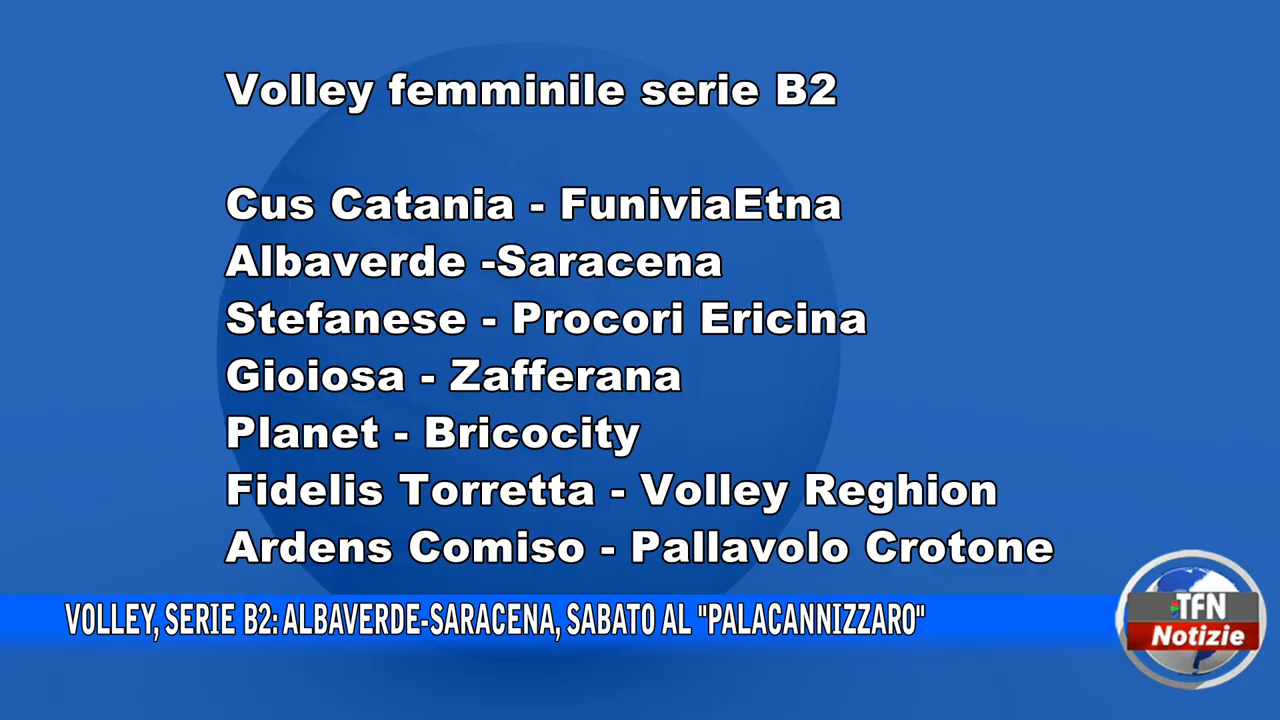 Volley femminile serie B2
Cus Catania - FuniviaEtna
Albaverde -Saracena
Stefanese - Procori Ericina
Gioiosa - Zafferana
Planet - Bricocity
Fidelis Torretta - Volley Reghion
Ardens Comiso - Pallavolo Crotone
VOLLEY, SERIE B2: ALBAVERDE-SARACENA, SABATO AL "PALACANNIZZARO"
TFN
Notizie